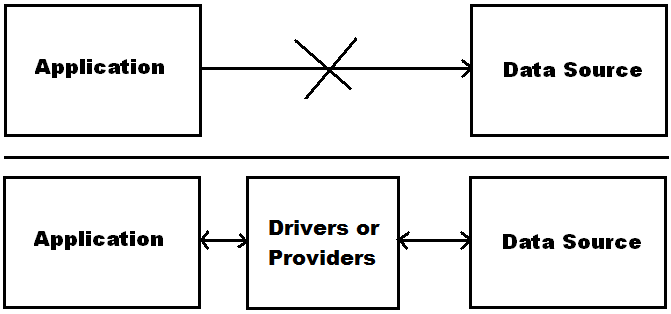 Application
Data Source
Application
Drivers or
Providers
Data Source